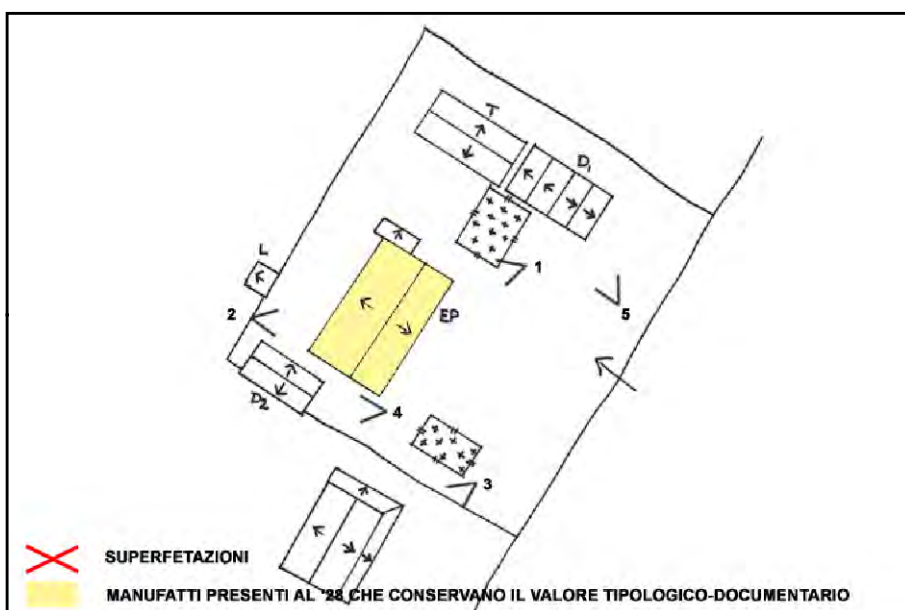 T
D1
1
L
5
2
EP
D2
4
3
SUPERFETAZIONI
MANUFATTI PRESENTI AL '28 CHE CONSERVANO IL VALORE TIPOLOGICO-DOCUMENTARIO